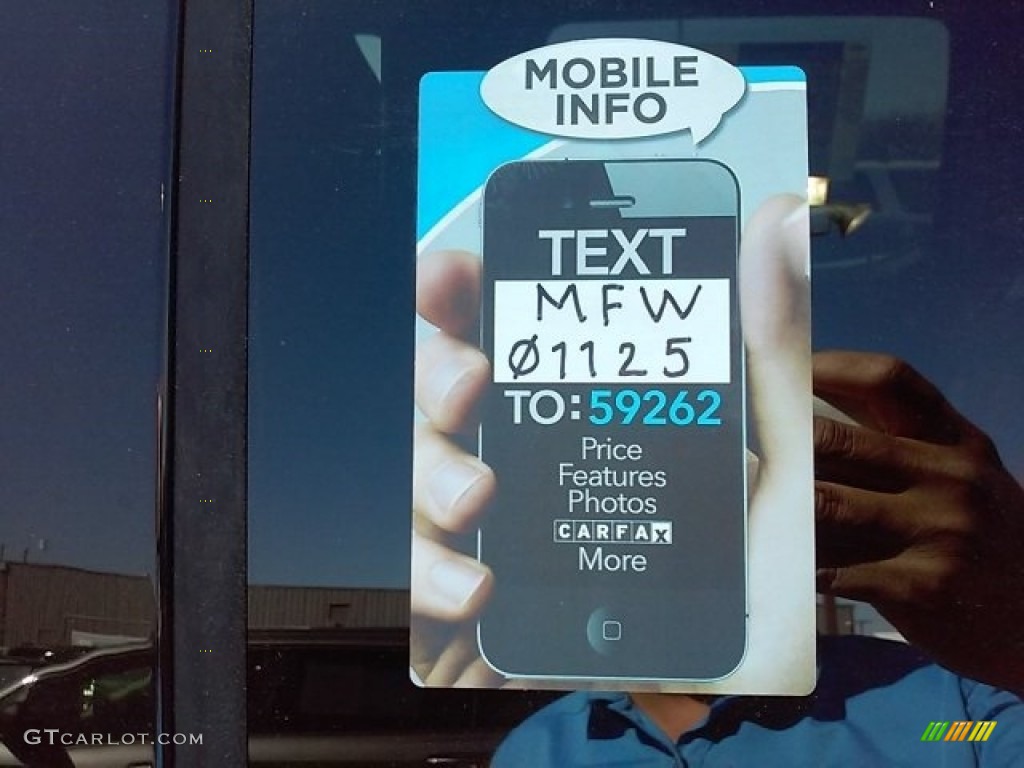 MOBILE
INFO
TEXT
MFW
Ø1125
TO: 59262
Price
Features
Photos
CARFAX
More
GTCARLOT.COM